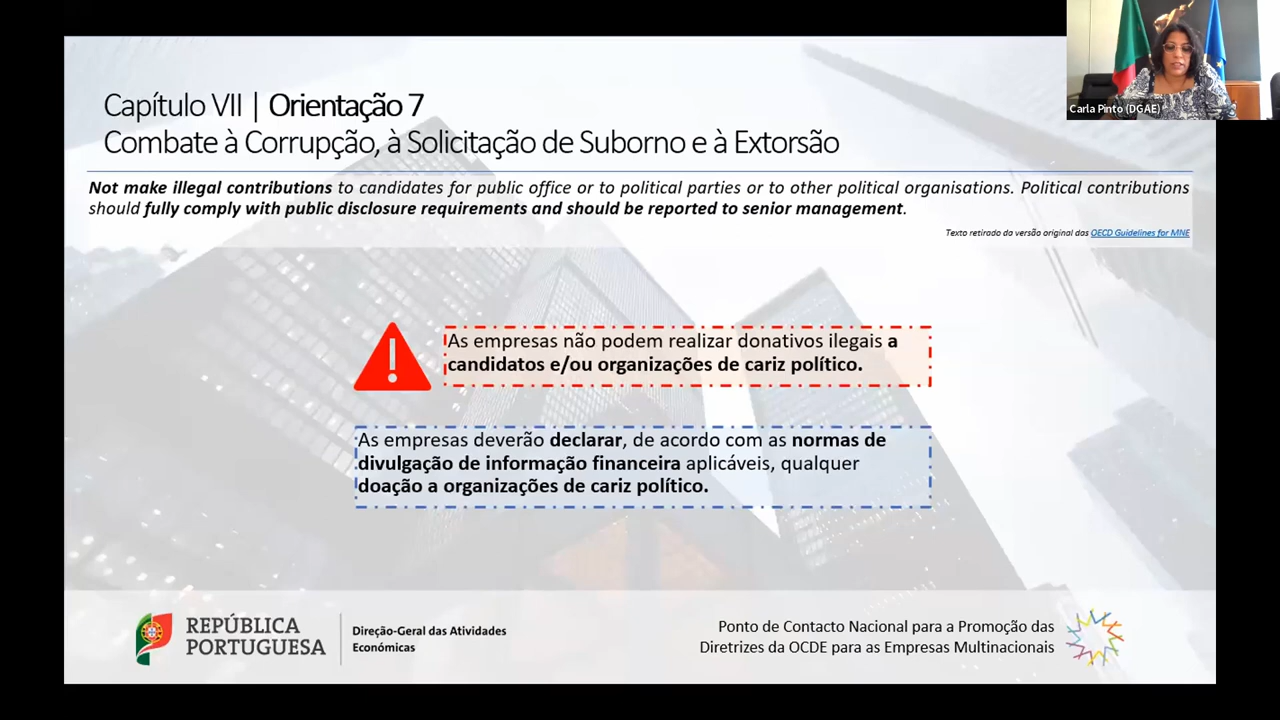 Carla Pinto (DGAE)
Capítulo VII | Orientação 7
Combate à Corrupção, à Solicitação de Suborno e à Extorsão
Not make illegal contributions to candidates for public office or to political parties or to other political organisations. Political contributions
should fully comply with public disclosure requirements and should be reported to senior management.
Texto retirado da versão original das OECD Guidelines for MNE
As empresas não podem realizar donativos ilegais a
candidatos e/ou organizações de cariz político.
As empresas deverão declarar, de acordo com as normas de
divulgação de informação financeira aplicáveis, qualquer
doação a organizações de cariz político.
REPÚBLICA
PORTUGUESA
Direção-Geral das Atividades
Económicas
Ponto de Contacto Nacional para a Promoção das
Diretrizes da OCDE para as Empresas Multinacionais